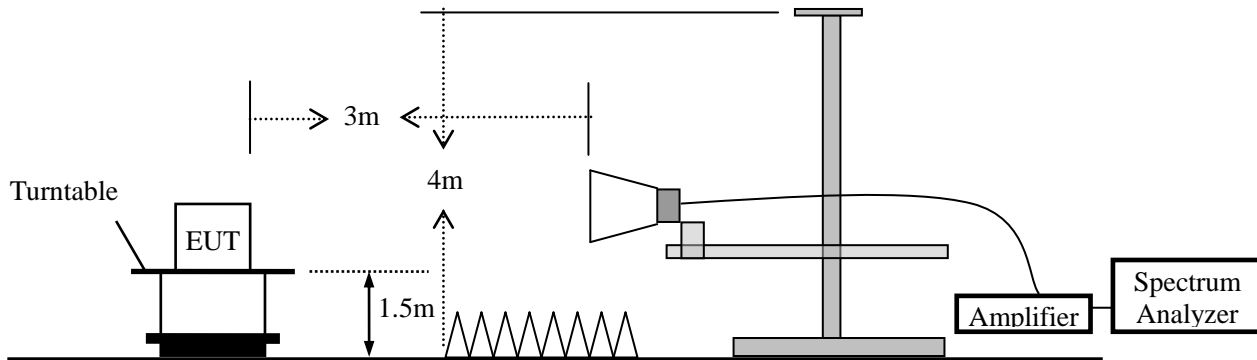 3m
4m
Turntable
EUT
1.5m
Spectrum
Analyzer
Amplifier